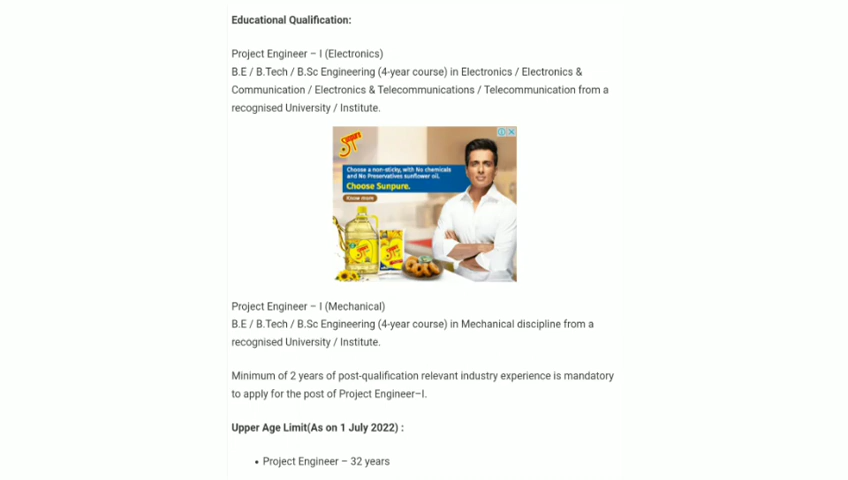 Educational Qualification:
Project Engineer – I (Electronics)
B.E / B.Tech / B.Sc Engineering (4-year course) in Electronics / Electronics &
Communication / Electronics & Telecommunications / Telecommunication from a
recognised University / Institute.
Choose a non-sticky, with No chemicals
and No Preservatives sunflower oil.
Choose Sunpure.
Know more
Project Engineer – I (Mechanical)
B.E / B.Tech / B.Sc Engineering (4-year course) in Mechanical discipline from a
recognised University / Institute.
Minimum of 2 years of post-qualification relevant industry experience is mandatory
to apply for the post of Project Engineer–I.
Upper Age Limit(As on 1 July 2022) :
• Project Engineer – 32 years